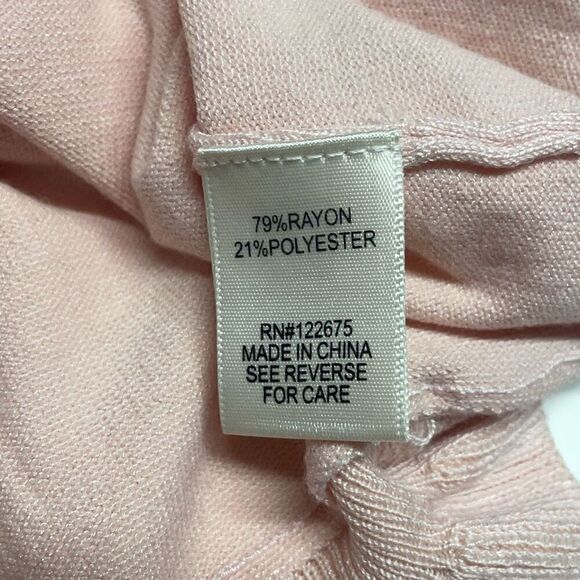 79%RAYON
21%POLYESTER
RN#122675
MADE IN CHINA
SEE REVERSE
FOR CARE